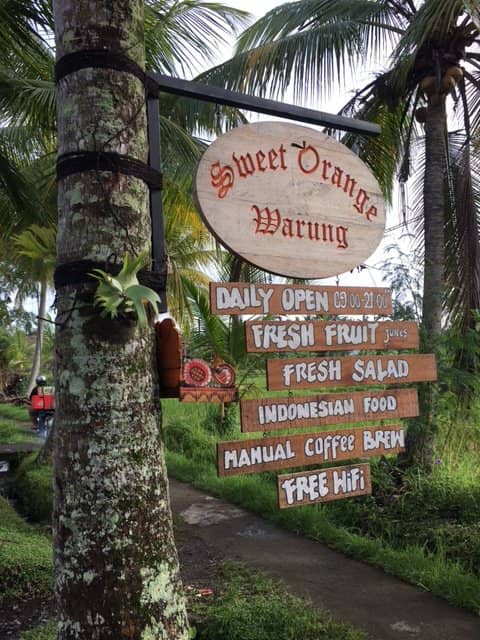 Sweet Orange
Warung
DAILY OPEN 09:00-21:00
FRESH FRUIT JUNES
FRESH SALAD
INDONESIAN FOOD
MANUAL COFFEE BREW
FREE WiFi